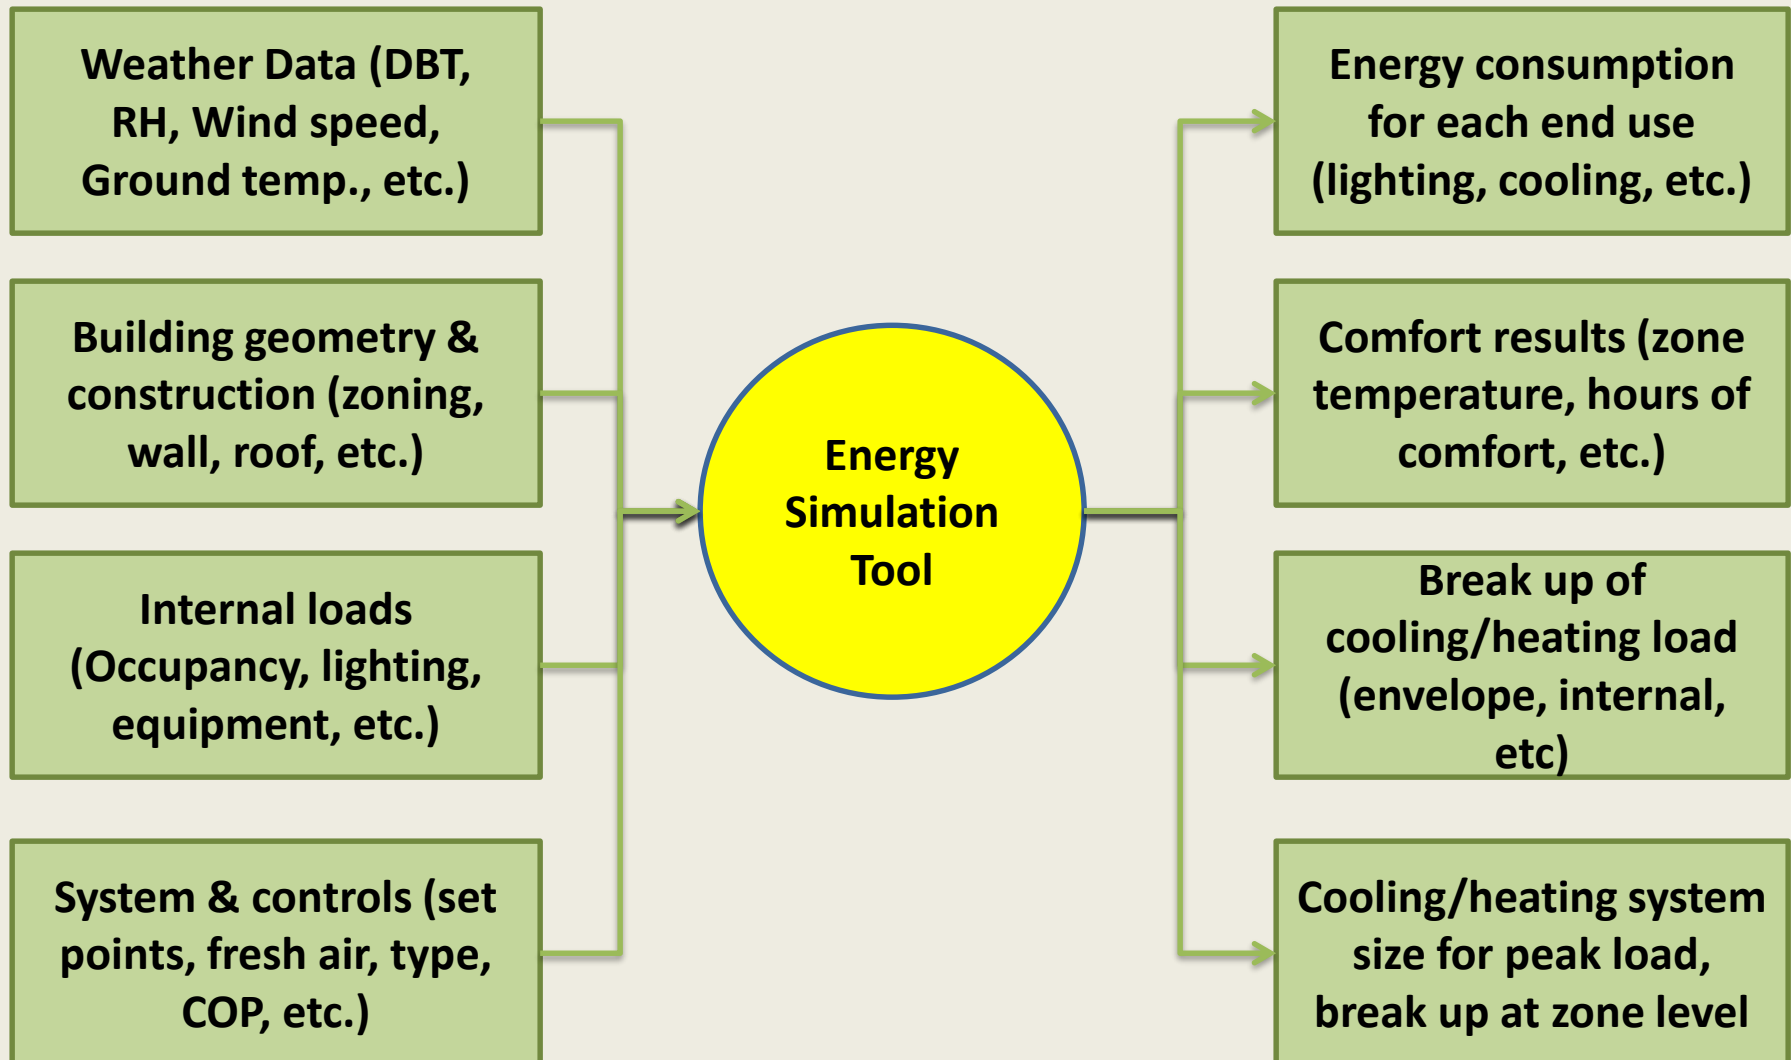 Weather Data (DBT,
RH, Wind speed,
Ground temp., etc.)
Building geometry &
construction (zoning,
wall, roof, etc.)
Internal loads
(Occupancy, lighting,
equipment, etc.)
System & controls (set
points, fresh air, type,
COP, etc.)
Energy
Simulation
Tool
Energy consumption
for each end use
(lighting, cooling, etc.)
Comfort results (zone
temperature, hours of
comfort, etc.)
Break up of
cooling/heating load
(envelope, internal,
etc)
Cooling/heating system
size for peak load,
break up at zone level